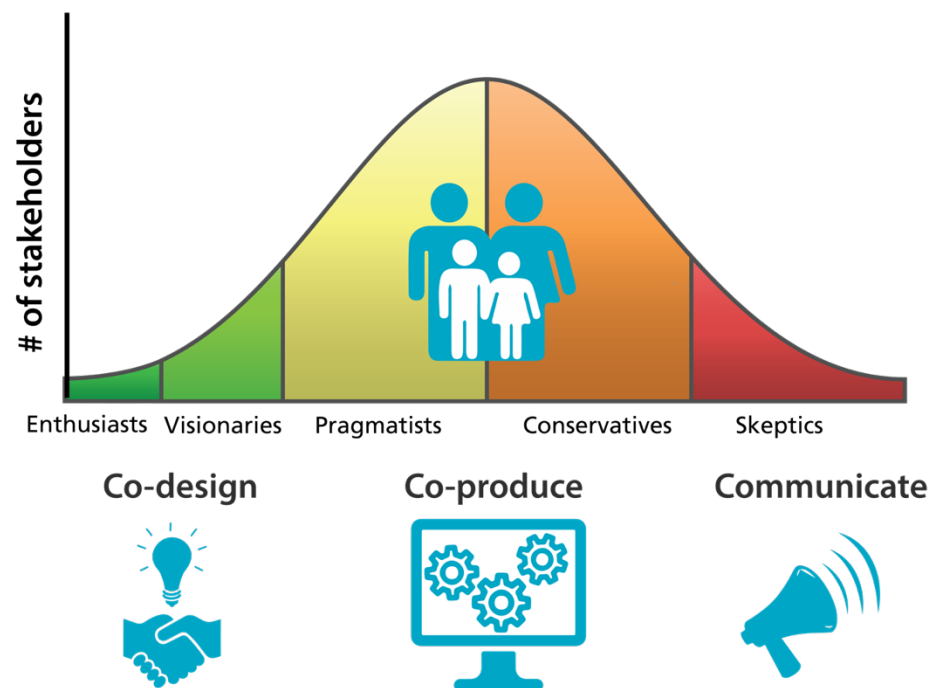 # of stakeholders
Enthusiasts Visionaries Pragmatists Conservatives Skeptics
Co-design Co-produce Communicate